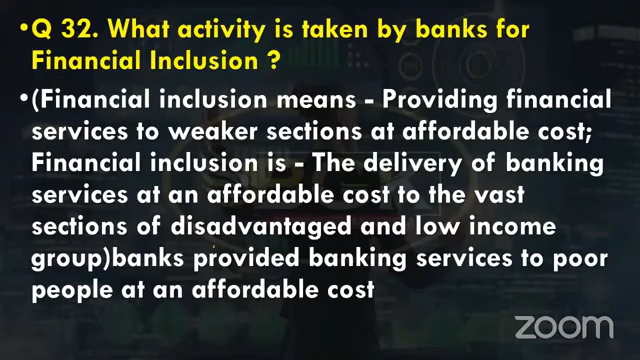 •Q 32. What activity is taken by banks for
Financial Inclusion ?
•(Financial inclusion means - Providing financial
services to weaker sections at affordable cost;
Financial inclusion is - The delivery of banking
services at an affordable cost to the vast
sections of disadvantaged and low income
group)banks provided banking services to poor
people at an affordable cost
zoom